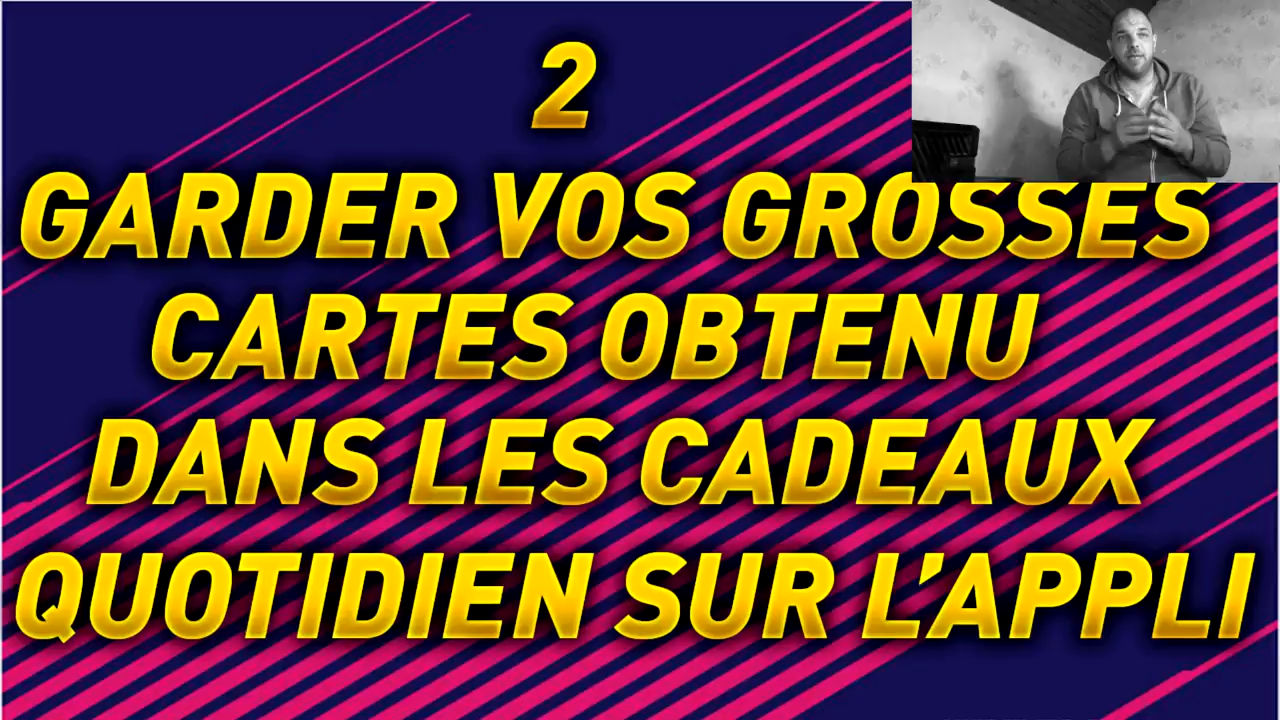 2
GARDER VOS GROSSES
CARTES OBTENU
DANS LES CADEAUX
QUOTIDIEN SUR L'APPLI